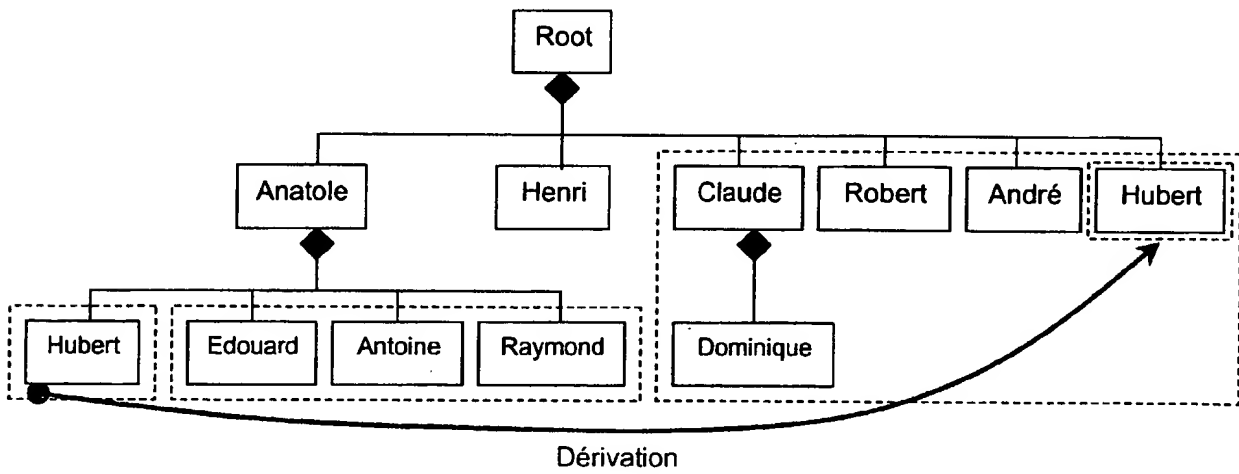 Root
Anatole
Henri
Claude
Robert
André
Hubert
Hubert
Edouard
Antoine
Raymond
Dominique
Dérivation